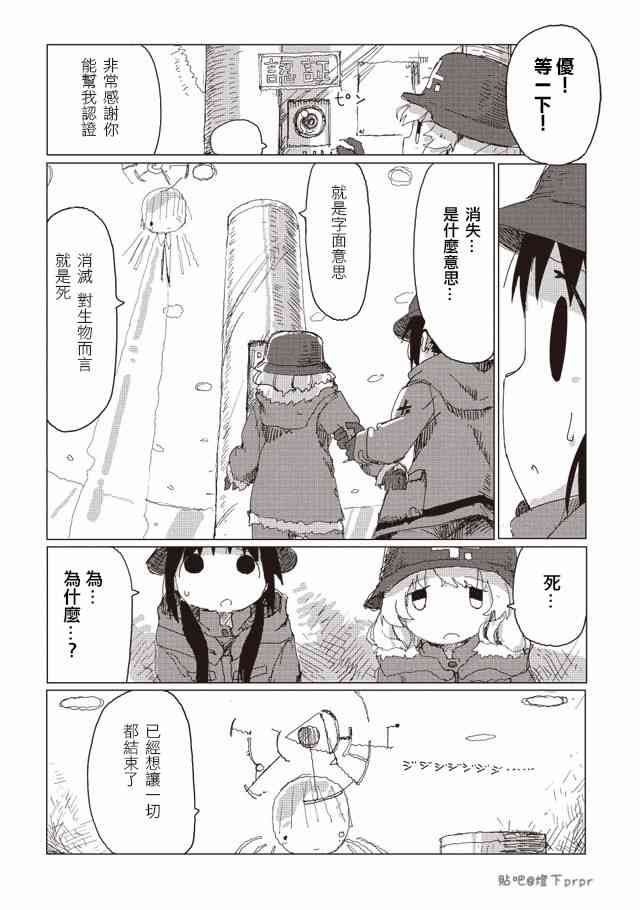 優！
等一下！
認証
ピン
非常感謝你
能幫我認證
消失…
是什麼意思…
就是字面意思
消滅 對生物而言
就是死
死…
為…
為什麼…？
ジジジジンジジ
已經想讓一切
都結束了
貼吧@燈下prpr